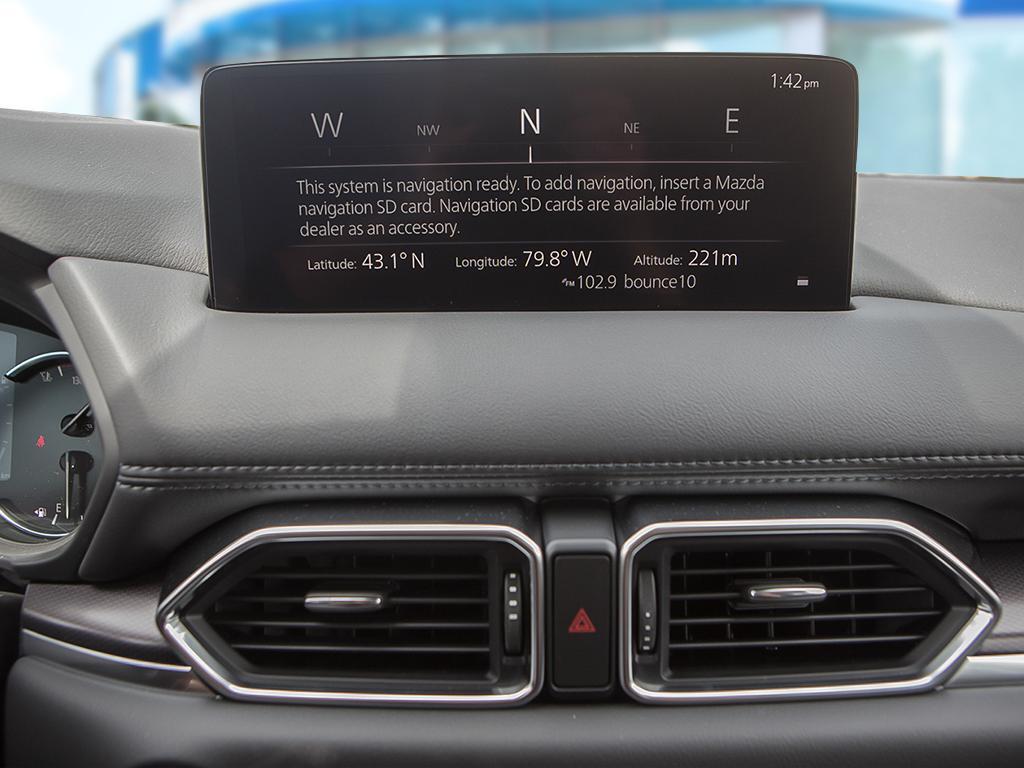 1:42pm
W NW N NE E
This system is navigation ready. To add navigation, insert a Mazda
navigation SD card. Navigation SD cards are available from your
dealer as an accessory.
Latitude: 43.1° N Longitude: 79.8° W Altitude: 221m
FM 102.9 bounce10
E